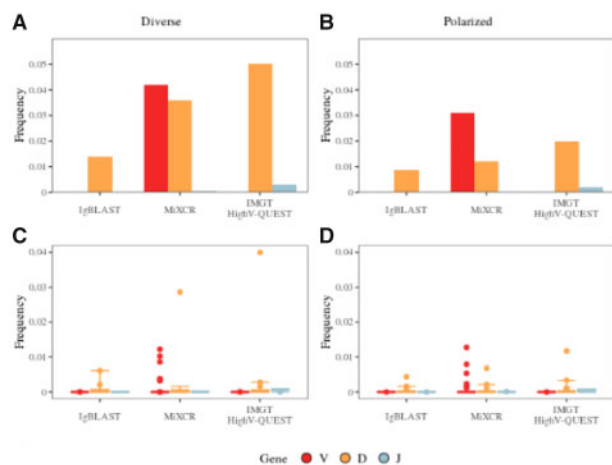 A Diverse B Polarized
Frequency
0.05
0.04
0.03
0.02
0.01
0
IgBLAST MiXCR IMGT
HighV-QUEST
Frequency
0.05
0.04
0.03
0.02
0.01
0
IgBLAST MiXCR IMGT
HighV-QUEST
C D
Frequency
0.04
0.03
0.02
0.01
0
IgBLAST MiXCR IMGT
HighV-QUEST
Frequency
0.04
0.03
0.02
0.01
0
IgBLAST MiXCR IMGT
HighV-QUEST
Gene V D J